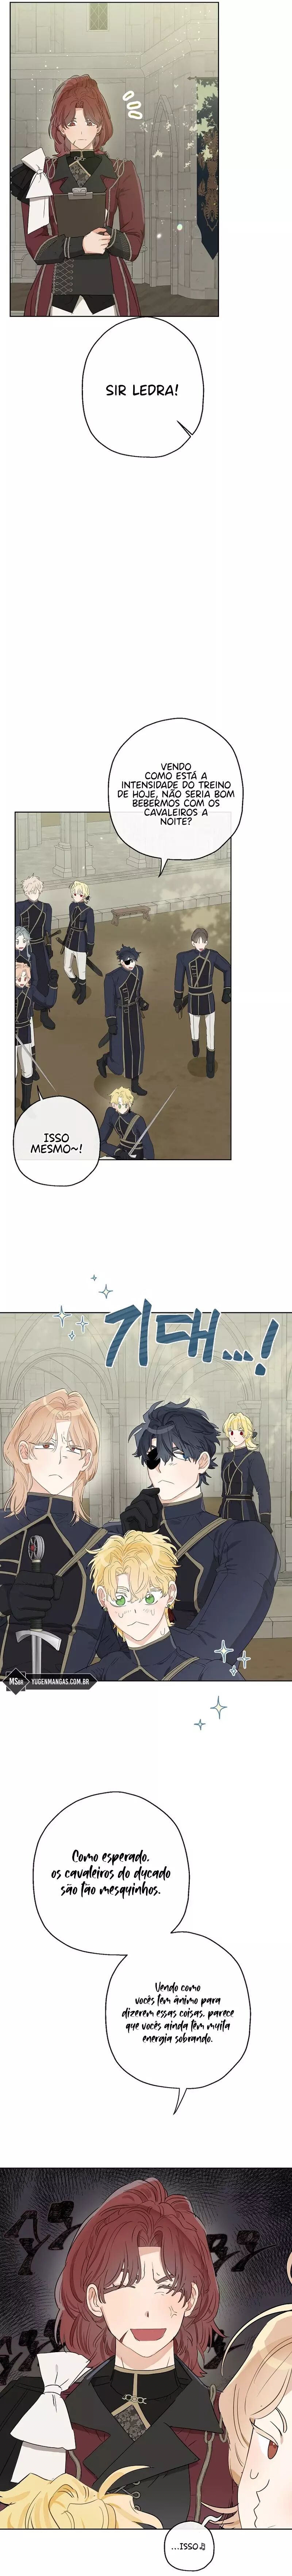 SIR LEDRA!
VENDO
COMO ESTÁ A
INTENSIDADE DO TREINO
DE HOJE, NÃO SERIA BOM
BEBERMOS COM OS
CAVALEIROS A
NOITE?
ISSO
MESMO~!
기대...!
MSBR YUGENMANGAS.COM.BR
Como esperado,
os cavaleiros do ducado
são tão mesquinhos.
Vendo como
vocês têm ânimo para
dizerem essas coisas, parece
que vocês ainda têm muita
energia sobrando.
...ISSO♫